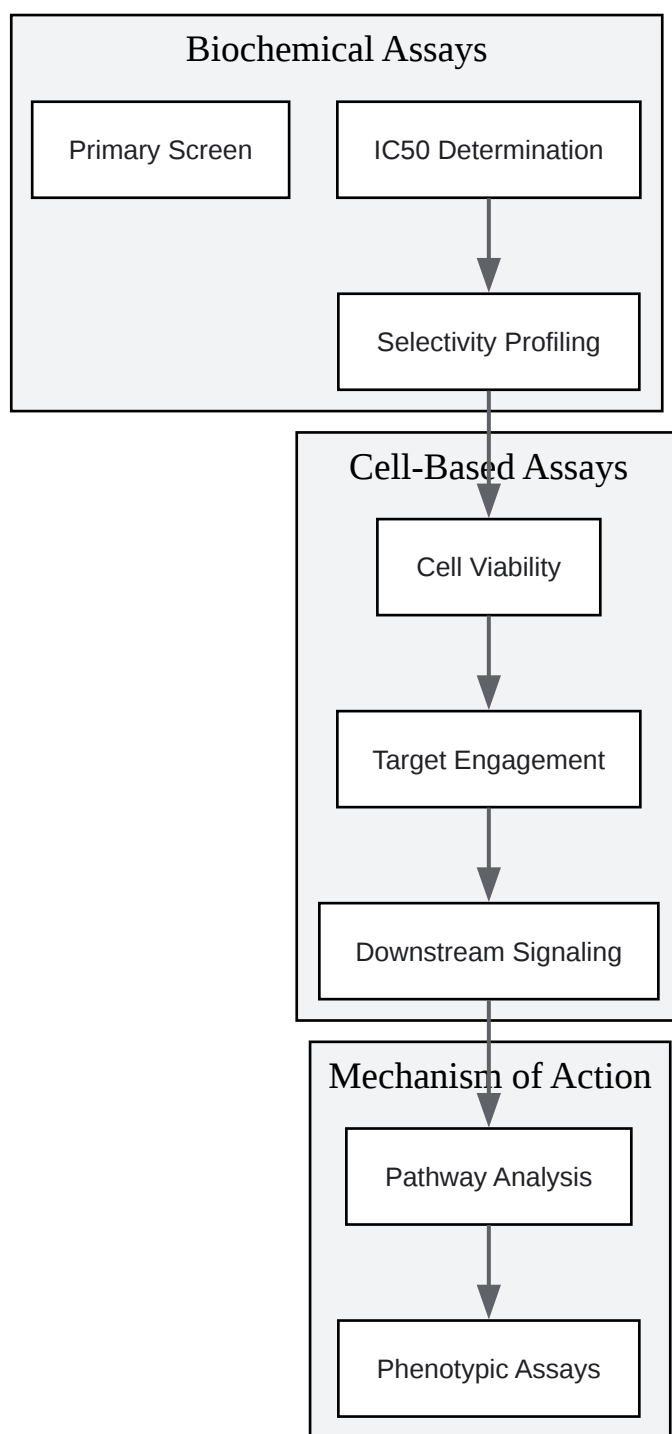 Biochemical Assays
Primary Screen
IC50 Determination
Selectivity Profiling
Cell-Based Assays
Cell Viability
Target Engagement
Downstream Signaling
Mechanism of Action
Pathway Analysis
Phenotypic Assays